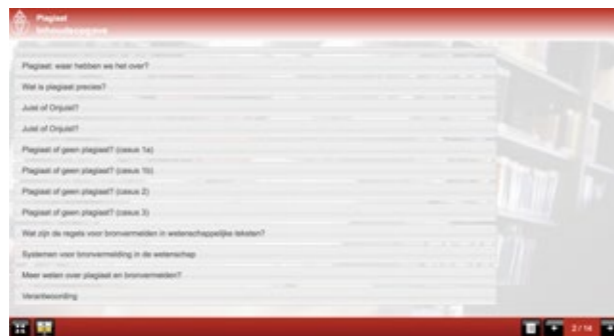 Plagiaat
Inhoudsopgave
Plagiaat: waar hebben we het over?
Wat is plagiaat precies?
Juist of Onjuist?
Juist of Onjuist?
Plagiaat of geen plagiaat? (casus 1a)
Plagiaat of geen plagiaat? (casus 1b)
Plagiaat of geen plagiaat? (casus 2)
Plagiaat of geen plagiaat? (casus 3)
Wat zijn de regels voor bronvermelden in wetenschappelijke teksten?
Systemen voor bronvermelding in de wetenschap
Meer weten over plagiaat en bronvermelden?
Verantwoording
2 / 14